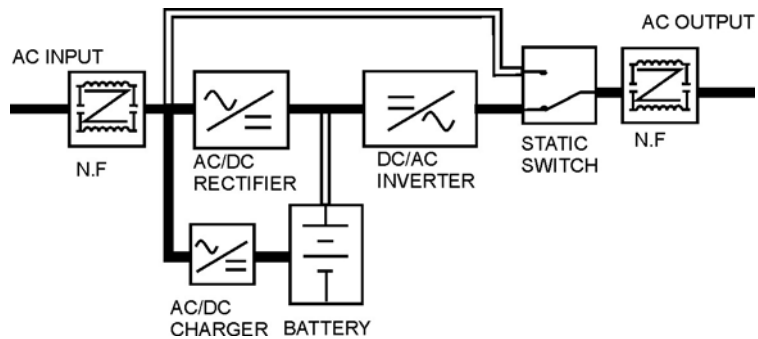 AC OUTPUT
AC INPUT
N.F
AC/DC
RECTIFIER
DC/AC
INVERTER
STATIC
SWITCH
N.F
AC/DC
CHARGER
BATTERY